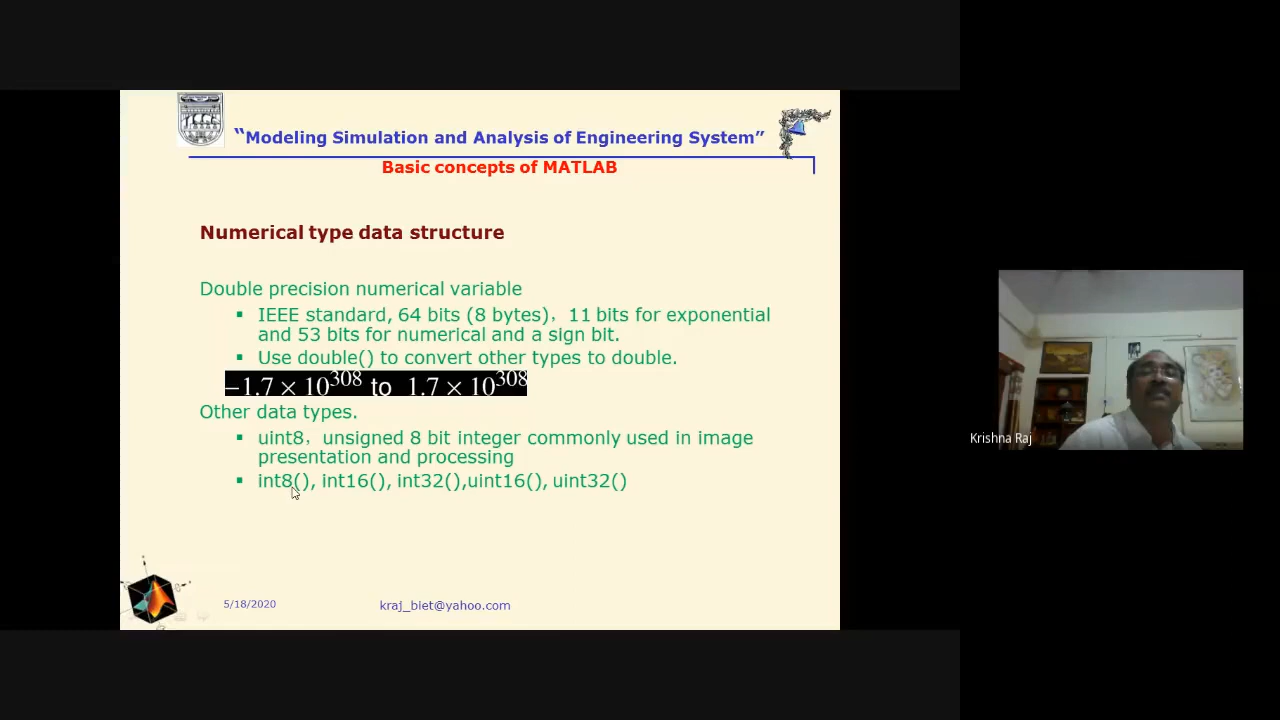 “Modeling Simulation and Analysis of Engineering System”
Basic concepts of MATLAB
Numerical type data structure
Double precision numerical variable
▪ IEEE standard, 64 bits (8 bytes)，11 bits for exponential
and 53 bits for numerical and a sign bit.
▪ Use double() to convert other types to double.
−1.7 × 10^308 to 1.7 × 10^308
Other data types.
▪ uint8，unsigned 8 bit integer commonly used in image
presentation and processing
▪ int8(), int16(), int32(),uint16(), uint32()
5/18/2020
kraj_biet@yahoo.com
Krishna Raj